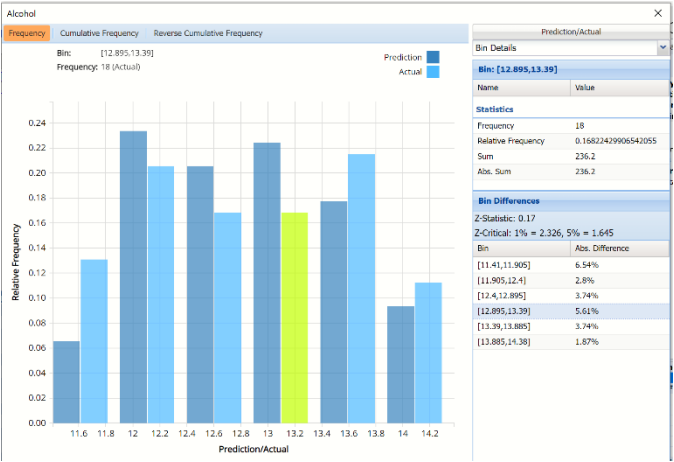 Alcohol
Frequency Cumulative Frequency Reverse Cumulative Frequency
Bin: [12.895,13.39]
Frequency: 18 (Actual)
Prediction
Actual
Relative Frequency
0.24
0.22
0.20
0.18
0.16
0.14
0.12
0.10
0.08
0.06
0.04
0.02
0.00
11.6 11.8 12 12.2 12.4 12.6 12.8 13 13.2 13.4 13.6 13.8 14 14.2
Prediction/Actual
Prediction/Actual
Bin Details
Bin: [12.895,13.39]
Name Value
Statistics
Frequency 18
Relative Frequency 0.16822429906542055
Sum 236.2
Abs. Sum 236.2
Bin Differences
Z-Statistic: 0.17
Z-Critical: 1% = 2.326, 5% = 1.645
Bin Abs. Difference
[11.41,11.905] 6.54%
[11.905,12.4] 2.8%
[12.4,12.895] 3.74%
[12.895,13.39] 5.61%
[13.39,13.885] 3.74%
[13.885,14.38] 1.87%